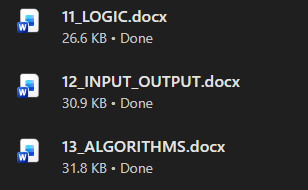 11_LOGIC.docx
26.6 KB • Done
12_INPUT_OUTPUT.docx
30.9 KB • Done
13_ALGORITHMS.docx
31.8 KB • Done